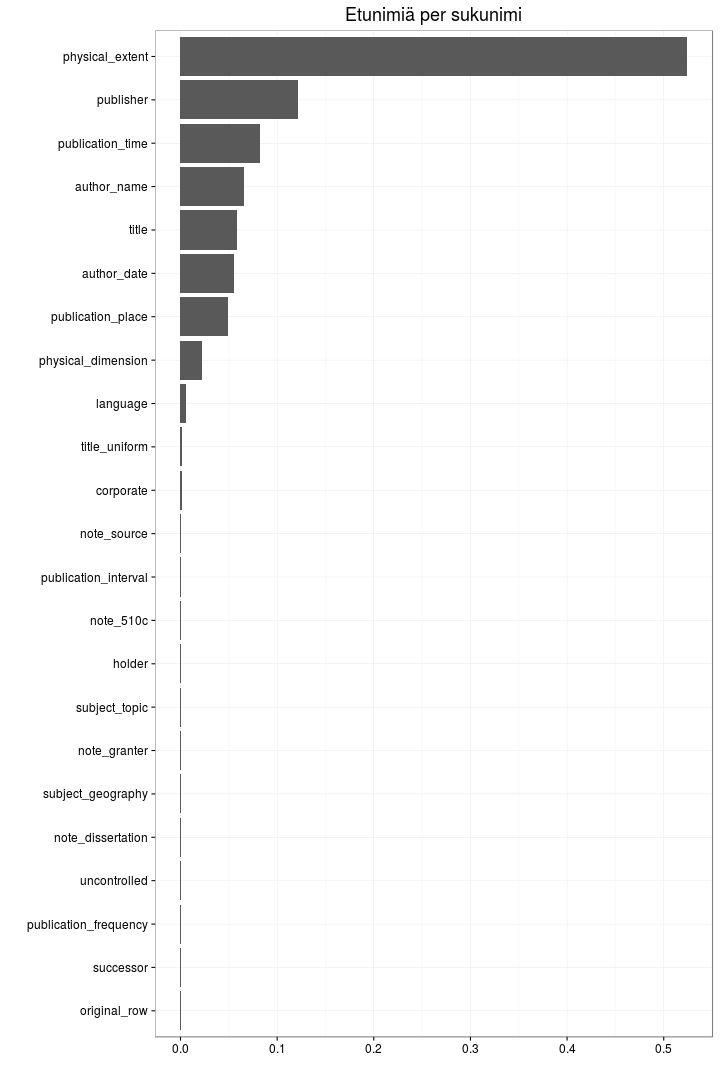 Etunimiä per sukunimi
physical_extent
publisher
publication_time
author_name
title
author_date
publication_place
physical_dimension
language
title_uniform
corporate
note_source
publication_interval
note_510c
holder
subject_topic
note_granter
subject_geography
note_dissertation
uncontrolled
publication_frequency
successor
original_row
0.0 0.1 0.2 0.3 0.4 0.5